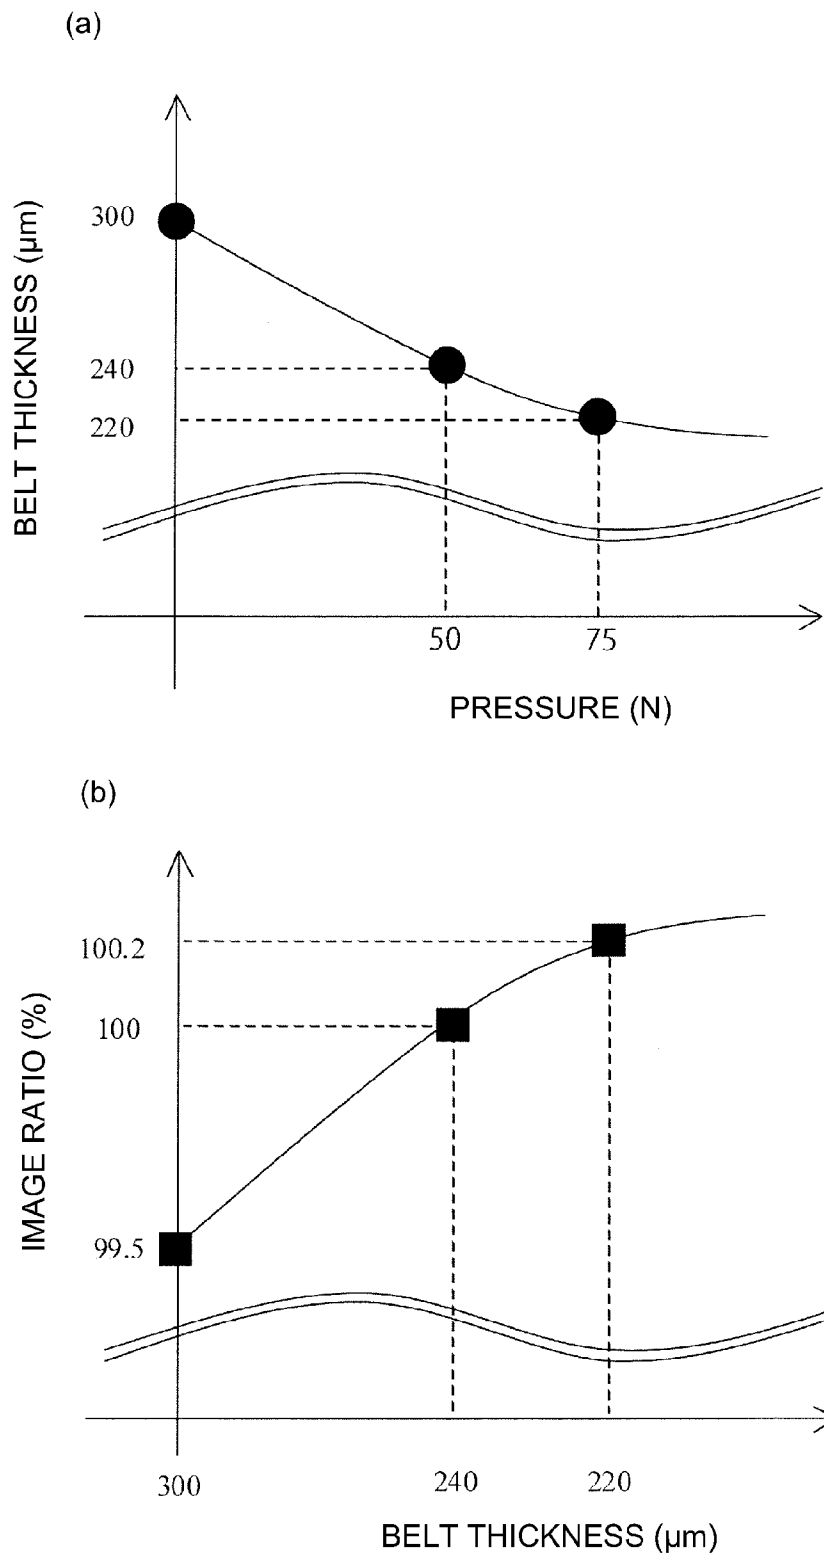 (a)
BELT THICKNESS (μm)
300
240
220
50
75
PRESSURE (N)
(b)
IMAGE RATIO (%)
100.2
100
99.5
300
240
220
BELT THICKNESS (μm)